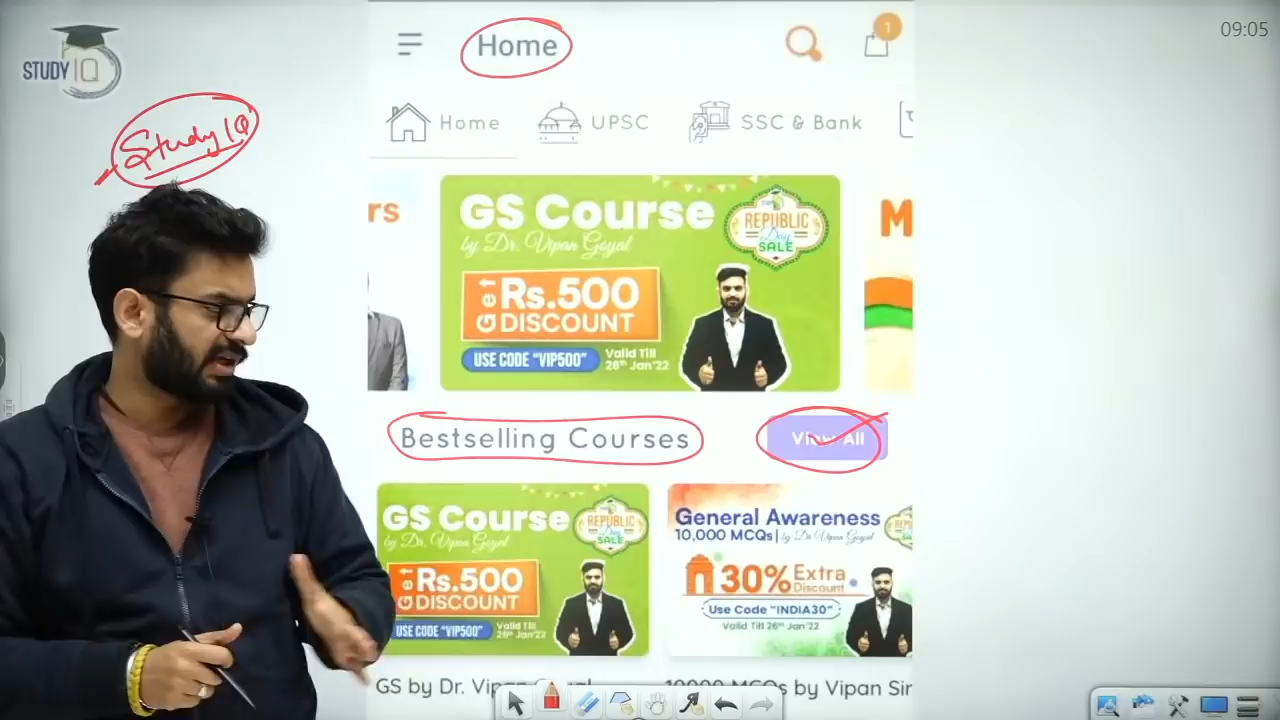 09:05
STUDY IQ
Study IQ
Home
1
Home
UPSC
SSC & Bank
rs
GS Course
by Dr. Vipan Goyal
REPUBLIC
Day
SALE
Get
Rs.500
DISCOUNT
USE CODE "VIP500"
Valid Till
26th Jan'22
M
Bestselling Courses
View All
GS Course
by Dr. Vipan Goyal
REPUBLIC
Day
SALE
Get
Rs.500
DISCOUNT
USE CODE "VIP500"
Valid Till
26th Jan'22
General Awareness
10,000 MCQs | by Dr Vipan Goyal
30% Extra
Discount
Use Code "INDIA30"
Valid Till 26th Jan'22
GS by Dr.
10000 MCQs by Vipan